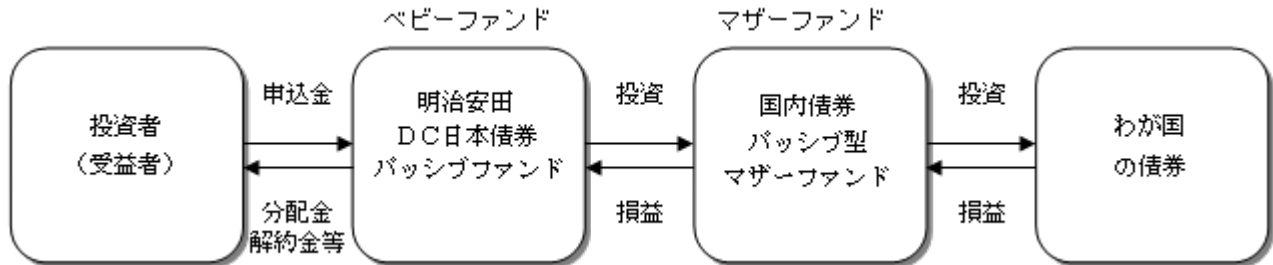 ベビーファンド
マザーファンド
投資者
（受益者）
申込金
分配金
解約金等
明治安田
ＤＣ日本債券
パッシブファンド
投資
損益
国内債券
パッシブ型
マザーファンド
投資
損益
わが国
の債券